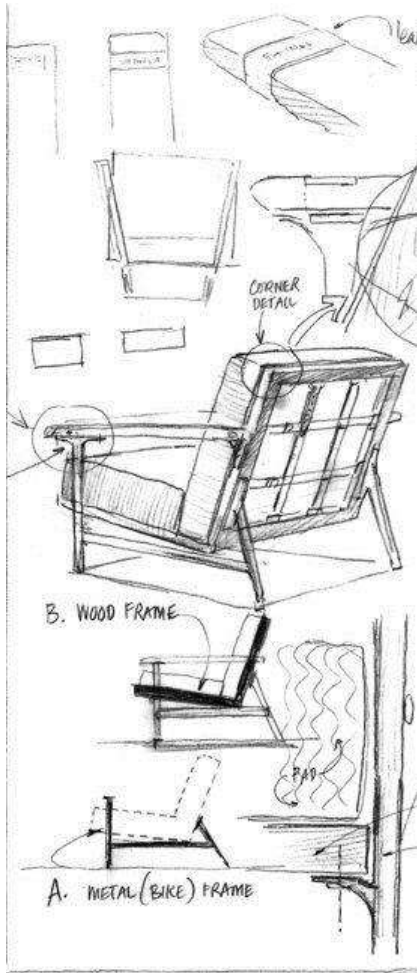 CORNER
DETAIL
B. WOOD FRAME
PAD
A. METAL (BIKE) FRAME